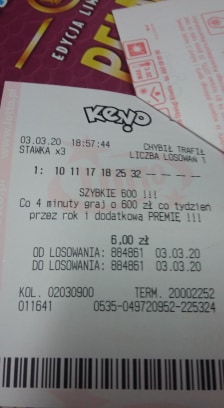 EDYCJA LIM
Keno
03.03.20 18:57:44 CHYBIŁ TRAFIŁ
STAWKA x3 LICZBA LOSOWAŃ 1
1: 10 11 17 18 25 32 -- -- -- --
SZYBKIE 600 !!!
Co 4 minuty graj o 600 zł co tydzień
przez rok i dodatkową PREMIĘ !!!
6,00 zł
OD LOSOWANIA: 884861 03.03.20
DO LOSOWANIA: 884861 03.03.20
KOL. 02030900 TERM. 20002252
011641 0535-049720952-225324